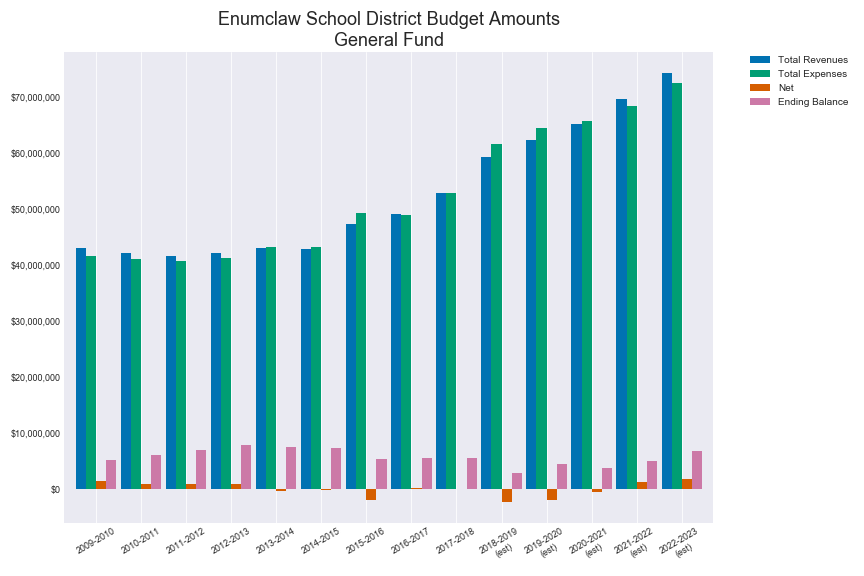 Enumclaw School District Budget Amounts
General Fund
Total Revenues
Total Expenses
Net
Ending Balance
$70,000,000
$60,000,000
$50,000,000
$40,000,000
$30,000,000
$20,000,000
$10,000,000
$0
2009-2010
2010-2011
2011-2012
2012-2013
2013-2014
2014-2015
2015-2016
2016-2017
2017-2018
2018-2019
(est)
2019-2020
(est)
2020-2021
(est)
2021-2022
(est)
2022-2023
(est)